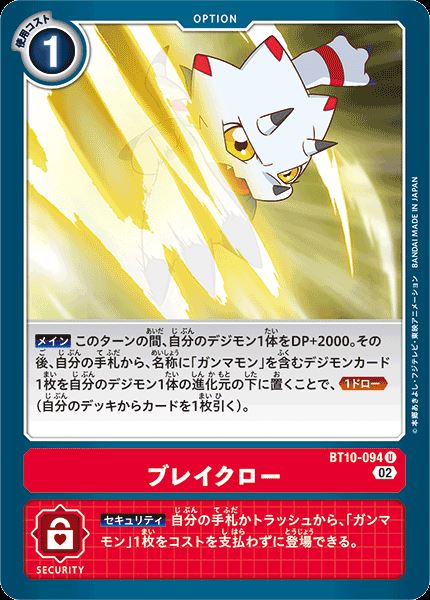 OPTION
使用コスト
1
メイン このターンの間、自分のデジモン1体をDP+2000。その
後、自分の手札から、名称に「ガンマモン」を含むデジモンカード
1枚を自分のデジモン1体の進化元の下に置くことで、1ドロー
(自分のデッキからカードを1枚引く)。
©本郷あきよし・フジテレビ・東映アニメーション BANDAI MADE IN JAPAN
BT10-094 U
ブレイクロー
02
セキュリティ 自分の手札かトラッシュから、「ガンマ
モン」1枚をコストを支払わずに登場できる。
SECURITY